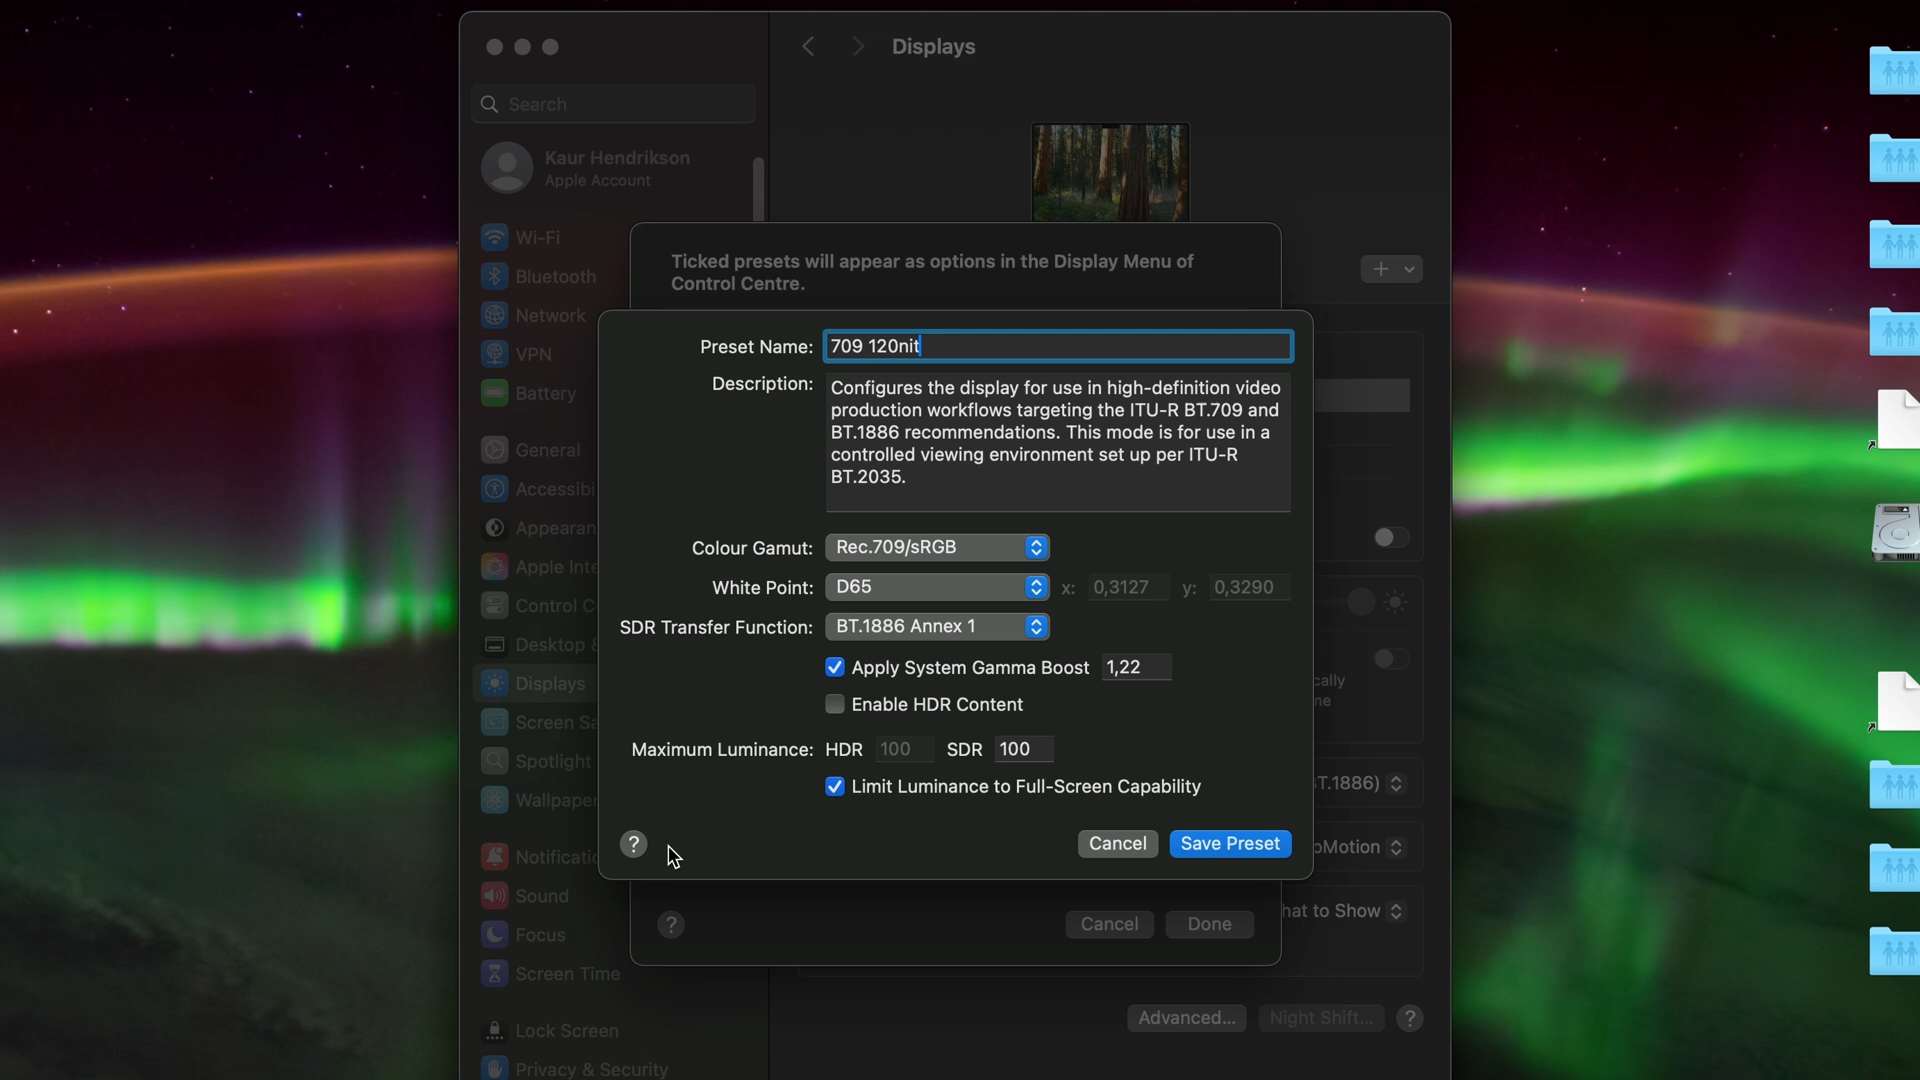 Displays
Search
Kaur Hendrikson
Apple Account
Wi-Fi
Bluetooth
Network
VPN
Battery
General
Accessibi
Appearan
Apple Inte
Control C
Desktop &
Displays
Screen Sa
Spotlight
Wallpaper
Notificatio
Sound
Focus
Screen Time
Lock Screen
Privacy & Security
Ticked presets will appear as options in the Display Menu of
Control Centre.
Preset Name: 709 120nit
Description: Configures the display for use in high-definition video
production workflows targeting the ITU-R BT.709 and
BT.1886 recommendations. This mode is for use in a
controlled viewing environment set up per ITU-R
BT.2035.
Colour Gamut: Rec.709/sRGB
White Point: D65 x: 0,3127 y: 0,3290
SDR Transfer Function: BT.1886 Annex 1
Apply System Gamma Boost 1,22
Enable HDR Content
Maximum Luminance: HDR 100 SDR 100
Limit Luminance to Full-Screen Capability
? Cancel Save Preset
cally
ne
T.1886)
oMotion
hat to Show
? Cancel Done
Advanced... Night Shift... ?